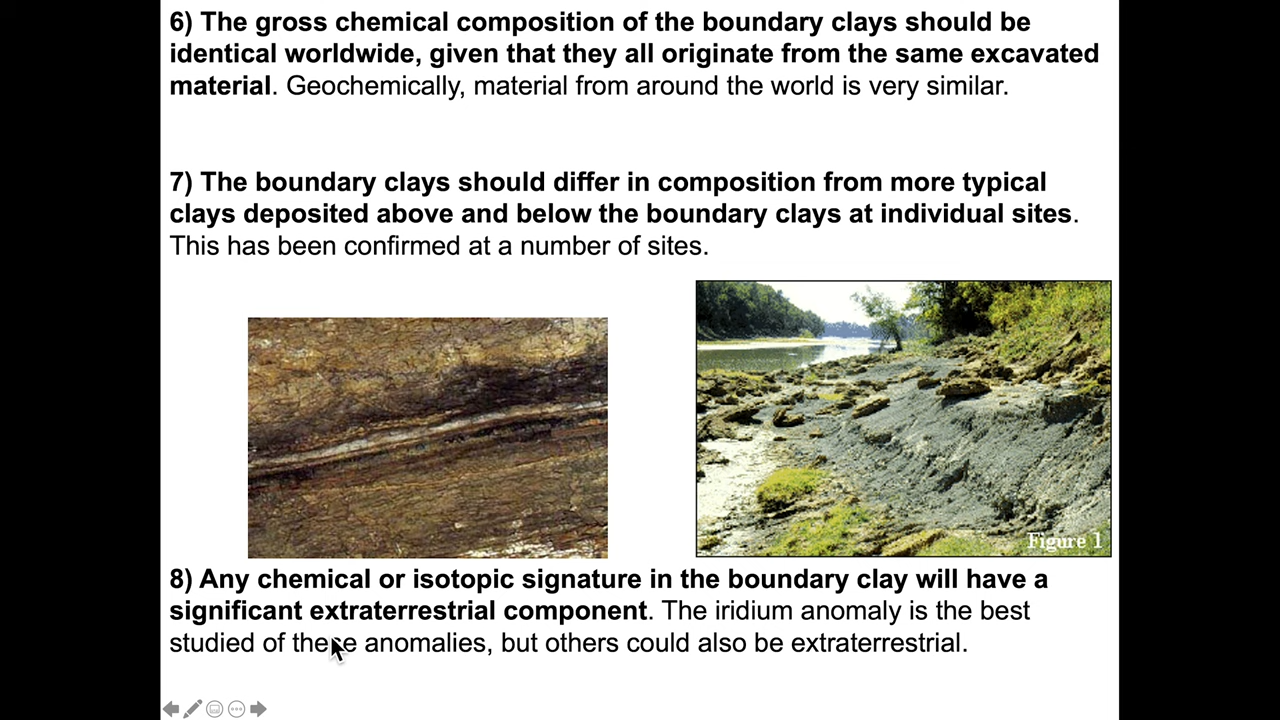 6) The gross chemical composition of the boundary clays should be
identical worldwide, given that they all originate from the same excavated
material. Geochemically, material from around the world is very similar.
7) The boundary clays should differ in composition from more typical
clays deposited above and below the boundary clays at individual sites.
This has been confirmed at a number of sites.
Figure 1
8) Any chemical or isotopic signature in the boundary clay will have a
significant extraterrestrial component. The iridium anomaly is the best
studied of these anomalies, but others could also be extraterrestrial.